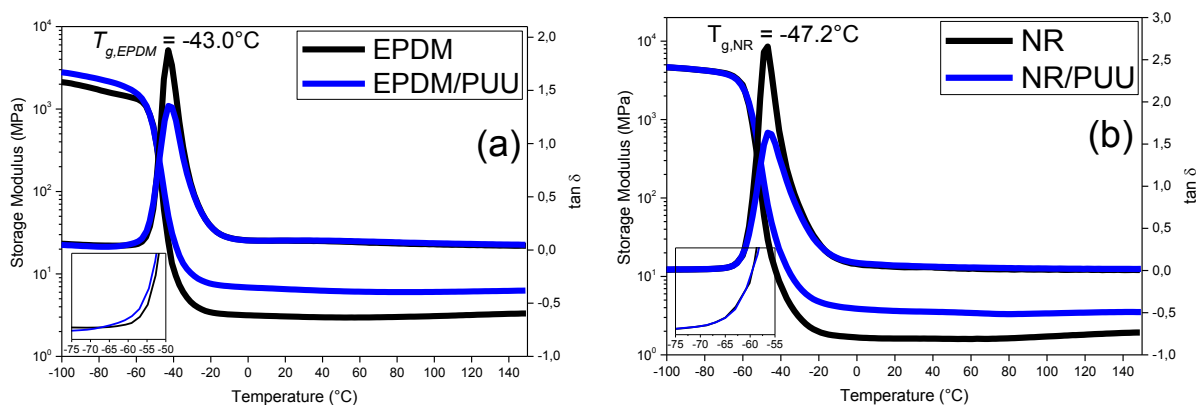 T_g,EPDM = -43.0°C
EPDM
EPDM/PUU
(a)
Storage Modulus (MPa)
10^4
10^3
10^2
10^1
10^0
tan δ
2,0
1,5
1,0
0,5
0,0
-0,5
-1,0
-75 -70 -65 -60 -55 -50
-100 -80 -60 -40 -20 0 20 40 60 80 100 120 140
Temperature (°C)
T_g,NR = -47.2°C
NR
NR/PUU
(b)
Storage Modulus (MPa)
10^4
10^3
10^2
10^1
10^0
tan δ
3,0
2,5
2,0
1,5
1,0
0,5
0,0
-0,5
-1,0
-75 -70 -65 -60 -55
-100 -80 -60 -40 -20 0 20 40 60 80 100 120 140
Temperature (°C)